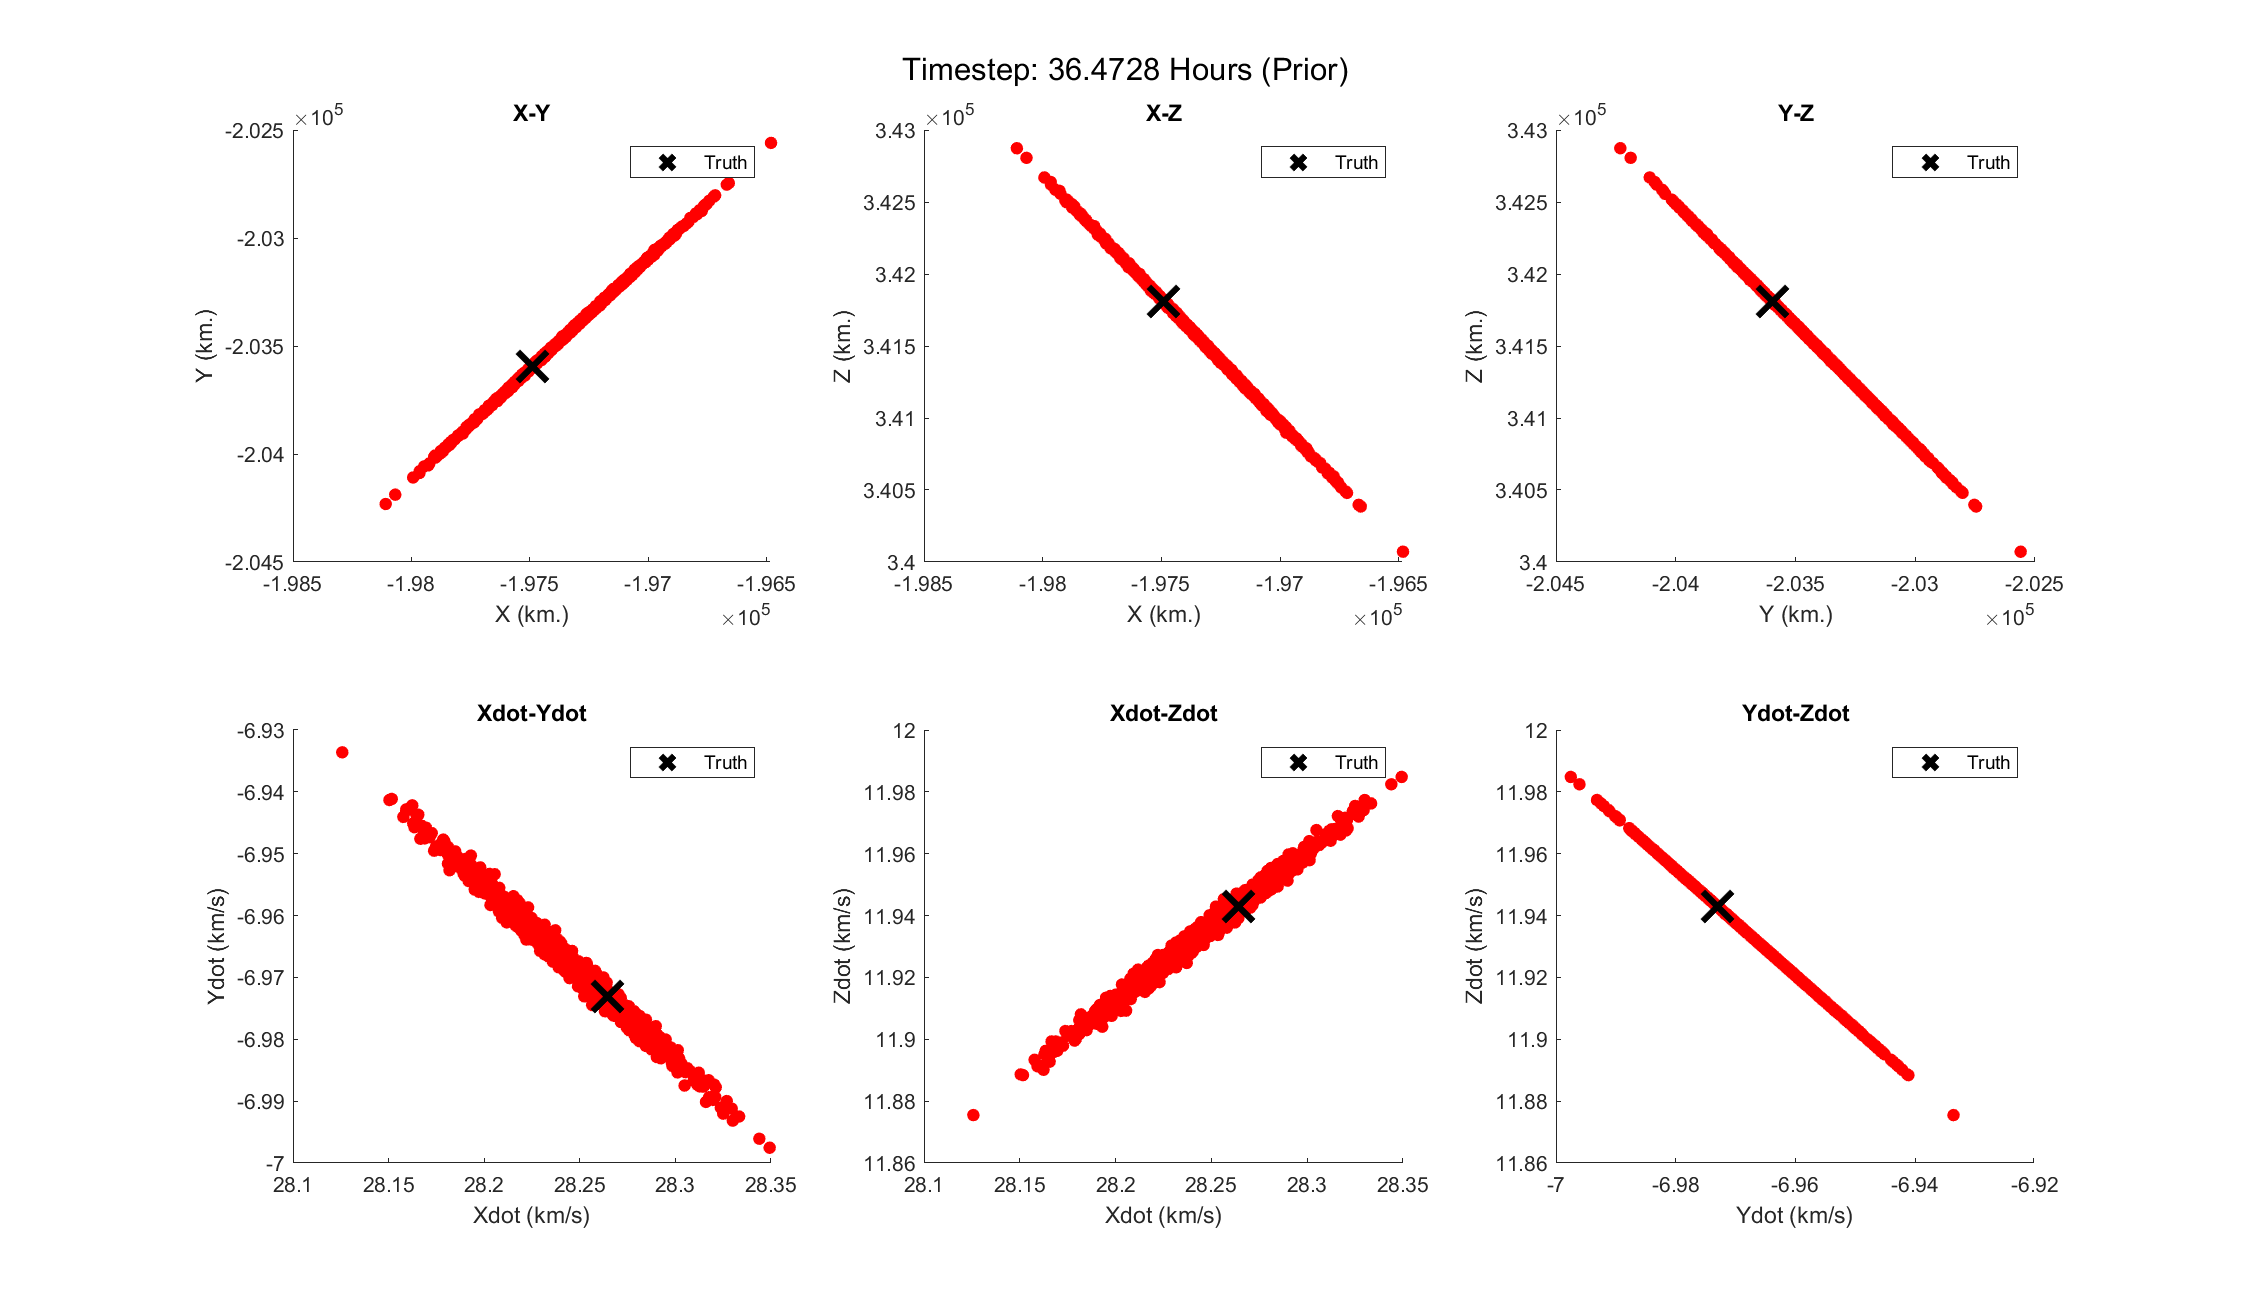 Timestep: 36.4728 Hours (Prior)
X-Y
×10^5
-2.025
-2.03
-2.035
-2.04
-2.045
Y (km.)
Truth
-1.985 -1.98 -1.975 -1.97 -1.965
X (km.)
×10^5
X-Z
×10^5
3.43
3.425
3.42
3.415
3.41
3.405
3.4
Z (km.)
Truth
-1.985 -1.98 -1.975 -1.97 -1.965
X (km.)
×10^5
Y-Z
×10^5
3.43
3.425
3.42
3.415
3.41
3.405
3.4
Z (km.)
Truth
-2.045 -2.04 -2.035 -2.03 -2.025
Y (km.)
×10^5
Xdot-Ydot
-6.93
-6.94
-6.95
-6.96
-6.97
-6.98
-6.99
-7
Ydot (km/s)
Truth
28.1 28.15 28.2 28.25 28.3 28.35
Xdot (km/s)
Xdot-Zdot
12
11.98
11.96
11.94
11.92
11.9
11.88
11.86
Zdot (km/s)
Truth
28.1 28.15 28.2 28.25 28.3 28.35
Xdot (km/s)
Ydot-Zdot
12
11.98
11.96
11.94
11.92
11.9
11.88
11.86
Zdot (km/s)
Truth
-7 -6.98 -6.96 -6.94 -6.92
Ydot (km/s)